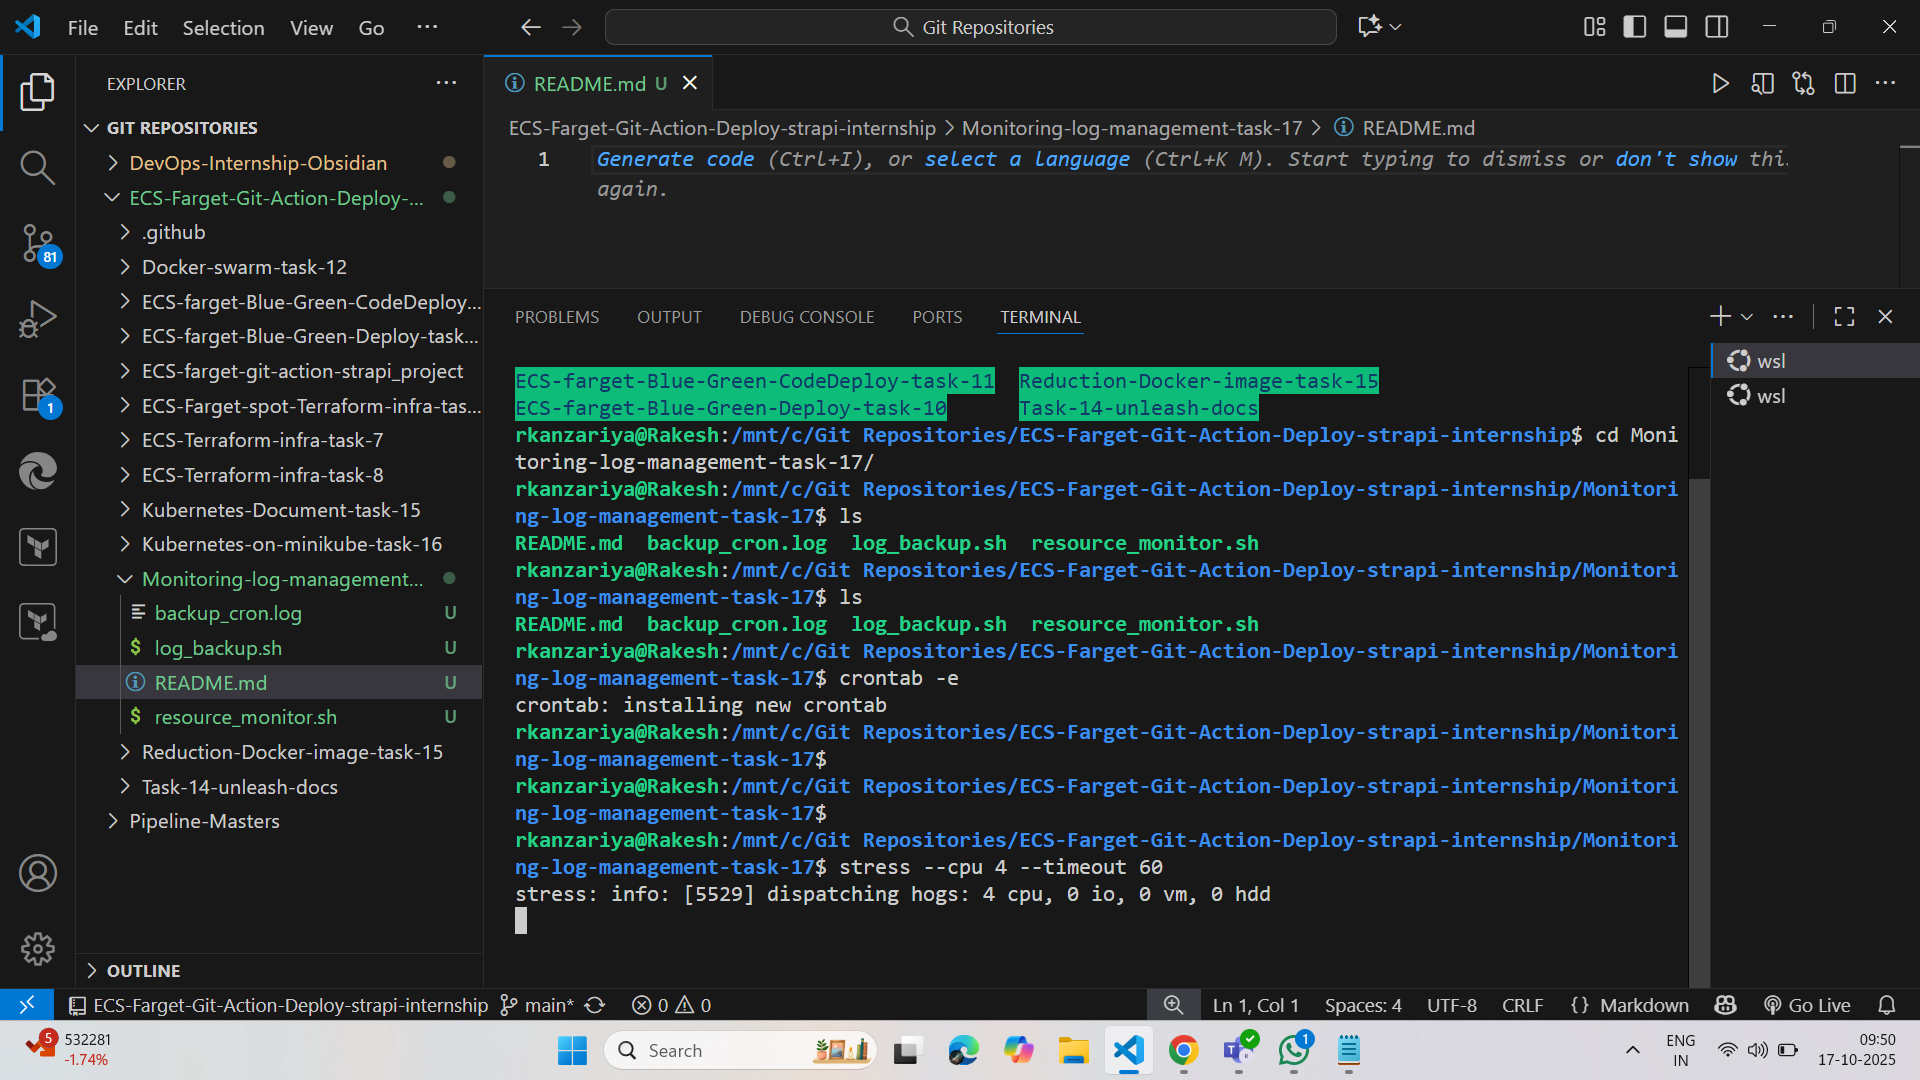 File Edit Selection View Go ···
Git Repositories
EXPLORER
GIT REPOSITORIES
DevOps-Internship-Obsidian
ECS-Farget-Git-Action-Deploy-...
.github
Docker-swarm-task-12
ECS-farget-Blue-Green-CodeDeploy...
ECS-farget-Blue-Green-Deploy-task...
ECS-farget-git-action-strapi_project
ECS-Farget-spot-Terraform-infra-tas...
ECS-Terraform-infra-task-7
ECS-Terraform-infra-task-8
Kubernetes-Document-task-15
Kubernetes-on-minikube-task-16
Monitoring-log-management...
backup_cron.log U
log_backup.sh U
README.md U
resource_monitor.sh U
Reduction-Docker-image-task-15
Task-14-unleash-docs
Pipeline-Masters
OUTLINE
81
1
README.md U
ECS-Farget-Git-Action-Deploy-strapi-internship > Monitoring-log-management-task-17 > README.md
1 Generate code (Ctrl+I), or select a language (Ctrl+K M). Start typing to dismiss or don't show thi
again.
PROBLEMS OUTPUT DEBUG CONSOLE PORTS TERMINAL
wsl
wsl
ECS-farget-Blue-Green-CodeDeploy-task-11 Reduction-Docker-image-task-15
ECS-farget-Blue-Green-Deploy-task-10 Task-14-unleash-docs
rkanzariya@Rakesh:/mnt/c/Git Repositories/ECS-Farget-Git-Action-Deploy-strapi-internship$ cd Moni
toring-log-management-task-17/
rkanzariya@Rakesh:/mnt/c/Git Repositories/ECS-Farget-Git-Action-Deploy-strapi-internship/Monitori
ng-log-management-task-17$ ls
README.md backup_cron.log log_backup.sh resource_monitor.sh
rkanzariya@Rakesh:/mnt/c/Git Repositories/ECS-Farget-Git-Action-Deploy-strapi-internship/Monitori
ng-log-management-task-17$ ls
README.md backup_cron.log log_backup.sh resource_monitor.sh
rkanzariya@Rakesh:/mnt/c/Git Repositories/ECS-Farget-Git-Action-Deploy-strapi-internship/Monitori
ng-log-management-task-17$ crontab -e
crontab: installing new crontab
rkanzariya@Rakesh:/mnt/c/Git Repositories/ECS-Farget-Git-Action-Deploy-strapi-internship/Monitori
ng-log-management-task-17$
rkanzariya@Rakesh:/mnt/c/Git Repositories/ECS-Farget-Git-Action-Deploy-strapi-internship/Monitori
ng-log-management-task-17$
rkanzariya@Rakesh:/mnt/c/Git Repositories/ECS-Farget-Git-Action-Deploy-strapi-internship/Monitori
ng-log-management-task-17$ stress --cpu 4 --timeout 60
stress: info: [5529] dispatching hogs: 4 cpu, 0 io, 0 vm, 0 hdd
ECS-Farget-Git-Action-Deploy-strapi-internship main* 0 0 Ln 1, Col 1 Spaces: 4 UTF-8 CRLF {} Markdown Go Live
5 532281
-1.74%
Search
1
ENG
IN
09:50
17-10-2025